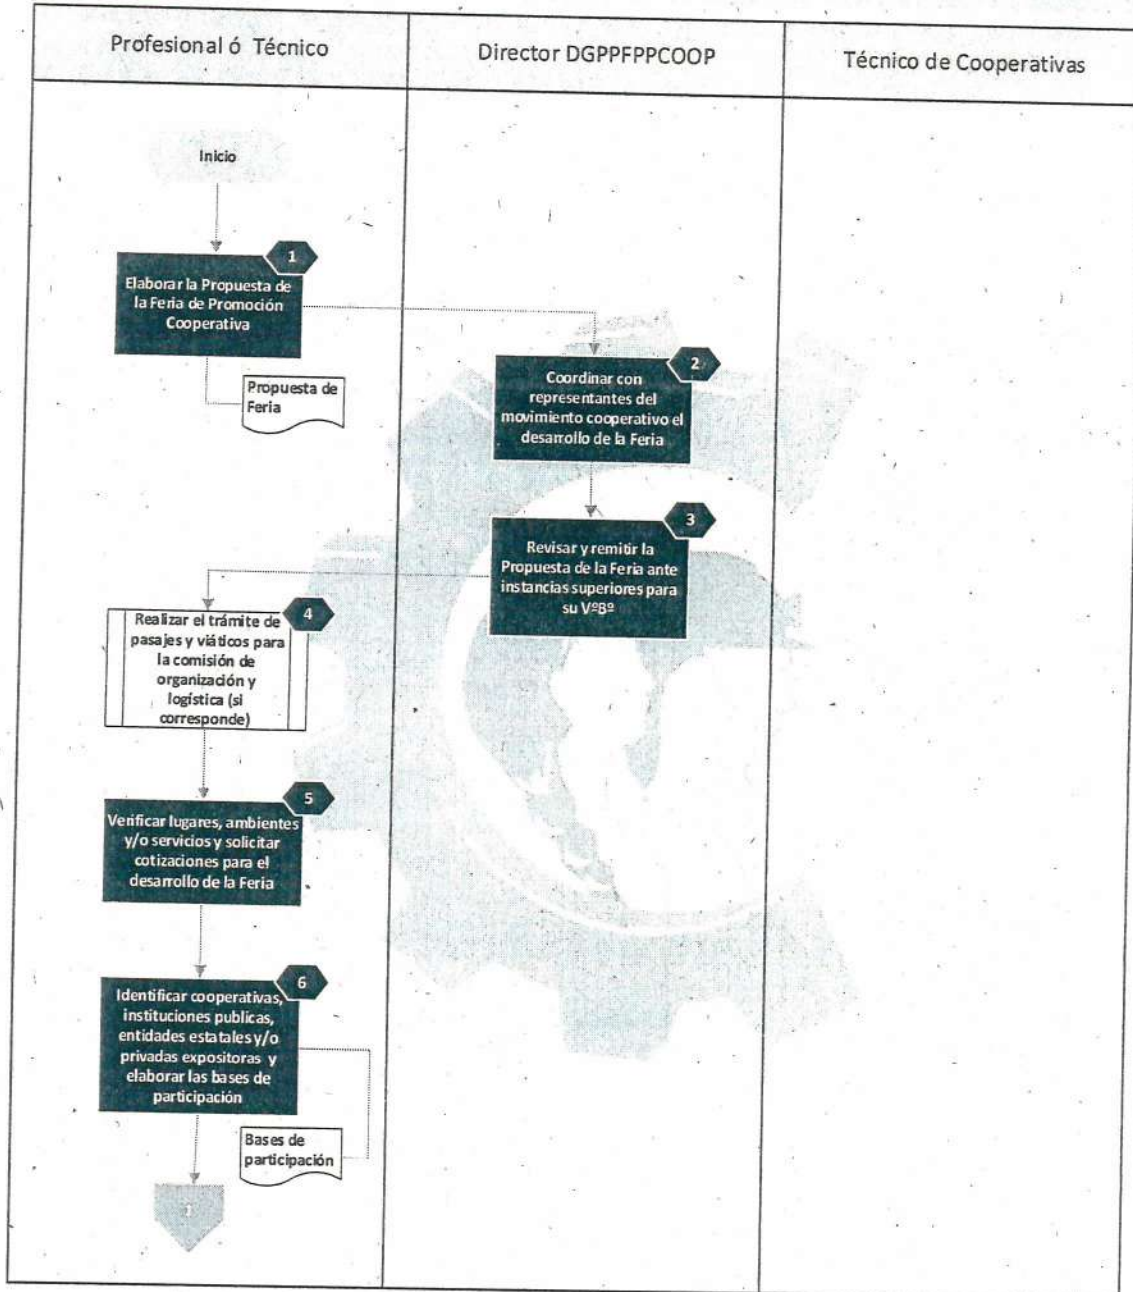 Profesional ó Técnico
Director DGPPFPPCOOP
Técnico de Cooperativas
Inicio
1
Elaborar la Propuesta de
la Feria de Promoción
Cooperativa
Propuesta de
Feria
2
Coordinar con
representantes del
movimiento cooperativo el
desarrollo de la Feria
3
Revisar y remitir la
Propuesta de la Feria ante
instancias superiores para
su VºBº
4
Realizar el trámite de
pasajes y viáticos para
la comisión de
organización y
logística (si
corresponde)
5
Verificar lugares, ambientes
y/o servicios y solicitar
cotizaciones para el
desarrollo de la Feria
6
Identificar cooperativas,
instituciones publicas,
entidades estatales y/o
privadas expositoras y
elaborar las bases de
participación
Bases de
participación
1